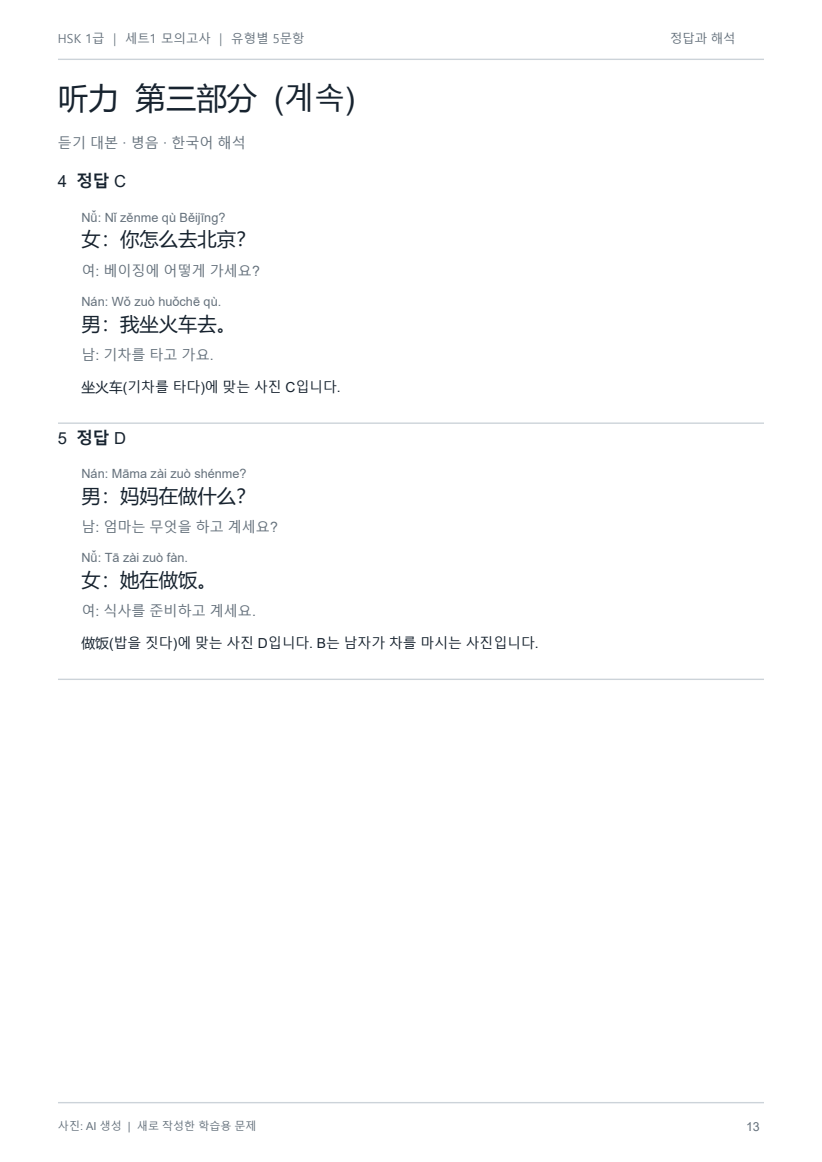 HSK 1급 | 세트1 모의고사 | 유형별 5문항 정답과 해석
听力 第三部分 (계속)
듣기 대본 · 병음 · 한국어 해석
4 정답 C
Nǚ: Nǐ zěnme qù Běijīng?
女：你怎么去北京？
여: 베이징에 어떻게 가세요?
Nán: Wǒ zuò huǒchē qù.
男：我坐火车去。
남: 기차를 타고 가요.
坐火车(기차를 타다)에 맞는 사진 C입니다.
5 정답 D
Nán: Māma zài zuò shénme?
男：妈妈在做什么？
남: 엄마는 무엇을 하고 계세요?
Nǚ: Tā zài zuò fàn.
女：她在做饭。
여: 식사를 준비하고 계세요.
做饭(밥을 짓다)에 맞는 사진 D입니다. B는 남자가 차를 마시는 사진입니다.
사진: AI 생성 | 새로 작성한 학습용 문제 13